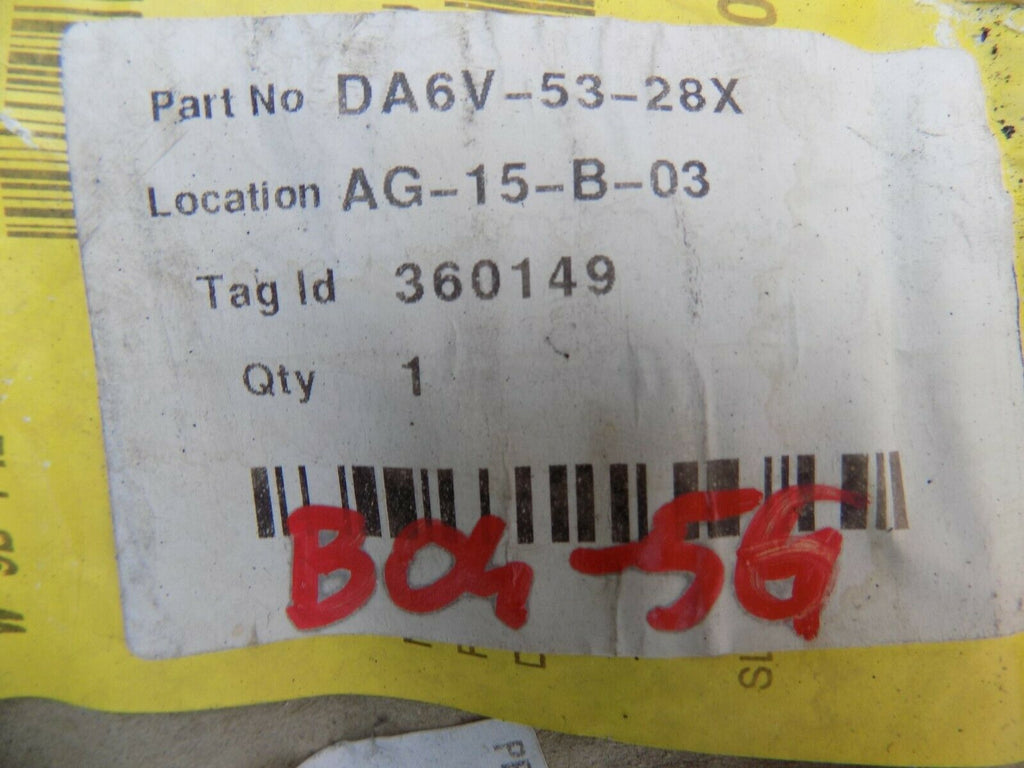 Part No DA6V-53-28X
Location AG-15-B-03
Tag Id 360149
Qty 1
B04-56